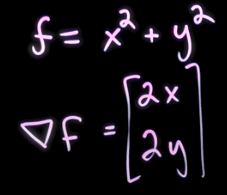 f = x² + y²
∇f = [2x
2y]